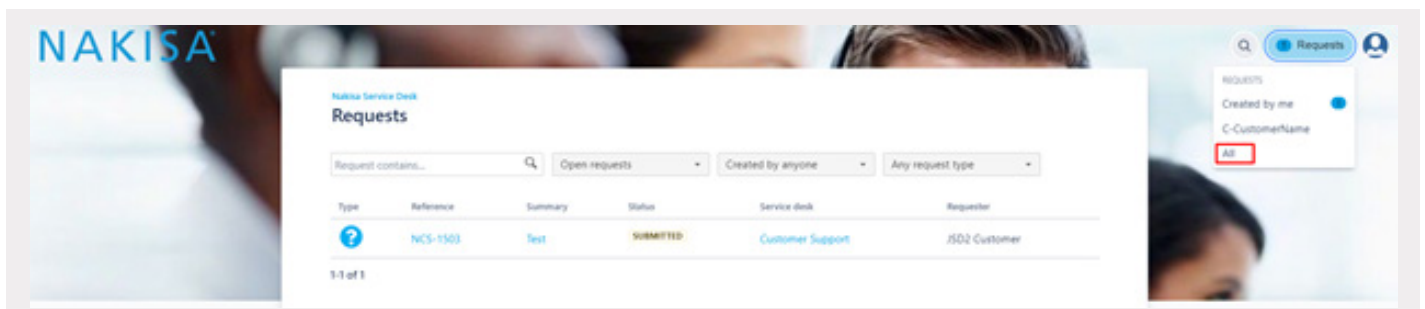 NAKISA
Requests
REQUESTS
Created by me
C-CustomerName
All
Nakisa Service Desk
Requests
Request contains...
Open requests
Created by anyone
Any request type
Type Reference Summary Status Service desk Requester
NCS-1503 Test SUBMITTED Customer Support JSD2 Customer
1-1 of 1